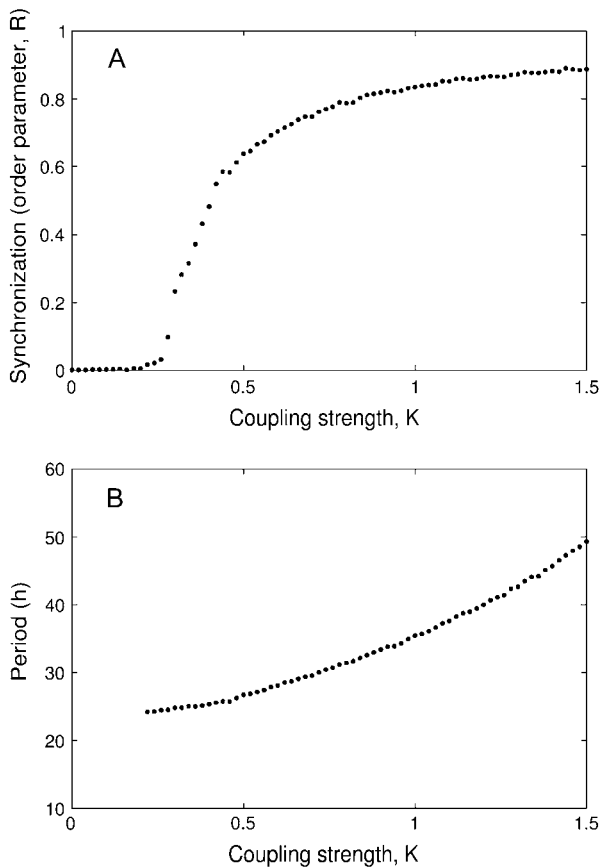 A
Synchronization (order parameter, R)
1
0.8
0.6
0.4
0.2
0
0 0.5 1 1.5
Coupling strength, K
B
Period (h)
60
50
40
30
20
10
0 0.5 1 1.5
Coupling strength, K